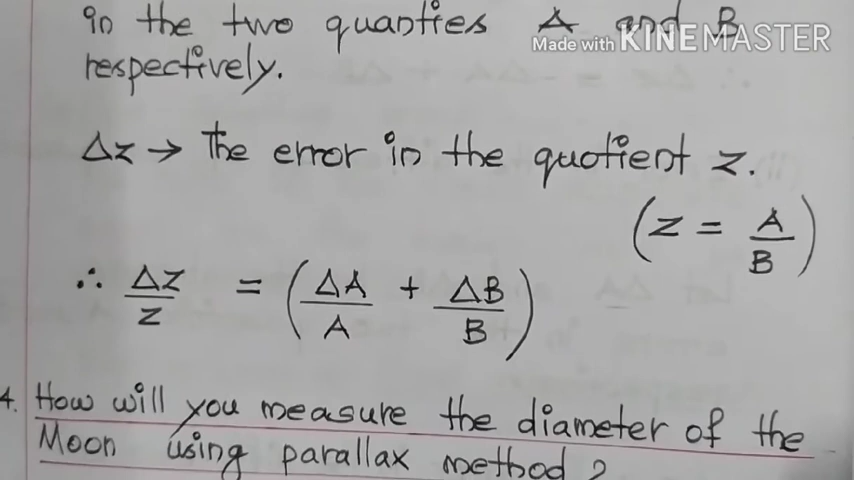 in the two quanties A and B
Made with KINEMASTER
respectively.
Δz → The error in the quotient z.
(z = A/B)
∴ ΔZ/z = (ΔA/A + ΔB/B)
4. How will you measure the diameter of the
Moon using parallax method?